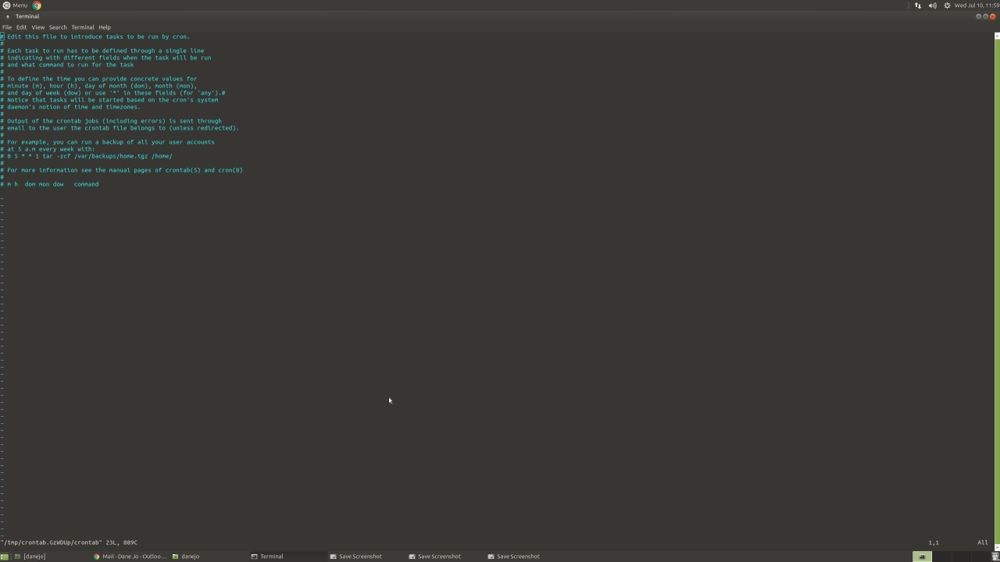 Menu
Wed Jul 10, 11:59
Terminal
File Edit View Search Terminal Help
# Edit this file to introduce tasks to be run by cron.
#
# Each task to run has to be defined through a single line
# indicating with different fields when the task will be run
# and what command to run for the task
#
# To define the time you can provide concrete values for
# minute (m), hour (h), day of month (dom), month (mon),
# and day of week (dow) or use '*' in these fields (for 'any').#
# Notice that tasks will be started based on the cron's system
# daemon's notion of time and timezones.
#
# Output of the crontab jobs (including errors) is sent through
# email to the user the crontab file belongs to (unless redirected).
#
# For example, you can run a backup of all your user accounts
# at 5 a.m every week with:
# 0 5 * * 1 tar -zcf /var/backups/home.tgz /home/
#
# For more information see the manual pages of crontab(5) and cron(8)
#
# m h  dom mon dow   command
"/tmp/crontab.GzWDUp/crontab" 23L, 889C 1,1 All
[danejo] Mail - Dane Jo - Outloo... danejo Terminal Save Screenshot Save Screenshot Save Screenshot